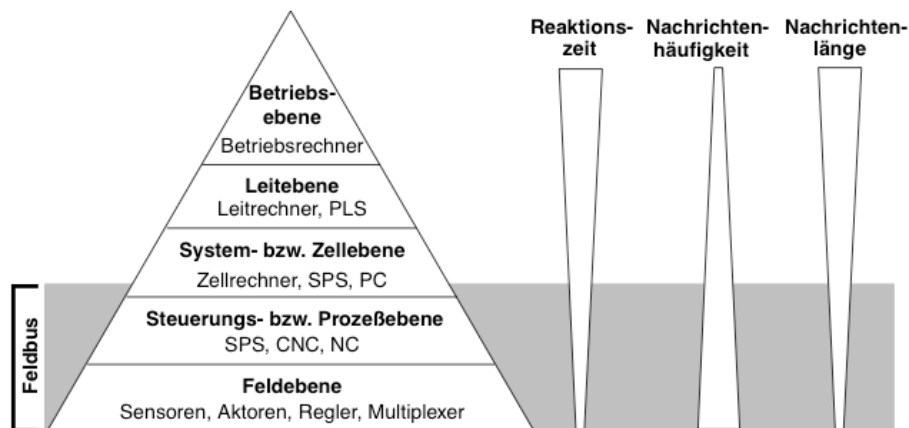 Reaktions-
zeit
Nachrichten-
häufigkeit
Nachrichten-
länge
Betriebs-
ebene
Betriebsrechner
Leitebene
Leitrechner, PLS
System- bzw. Zellebene
Zellrechner, SPS, PC
Steuerungs- bzw. Prozeßebene
SPS, CNC, NC
Feldebene
Sensoren, Aktoren, Regler, Multiplexer
Feldbus